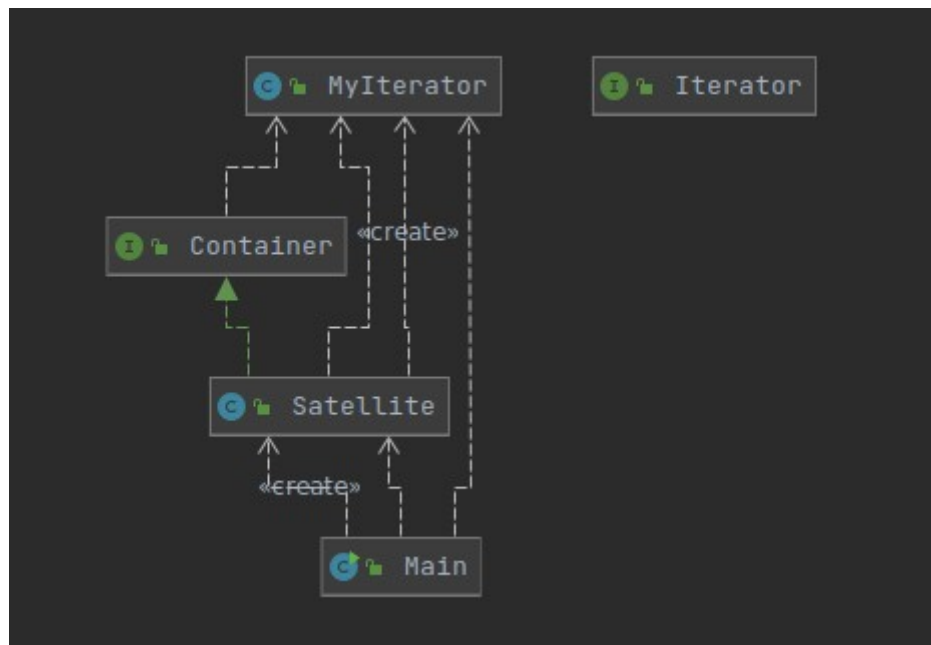 C MyIterator
I Iterator
«create»
I Container
C Satellite
«create»
C Main